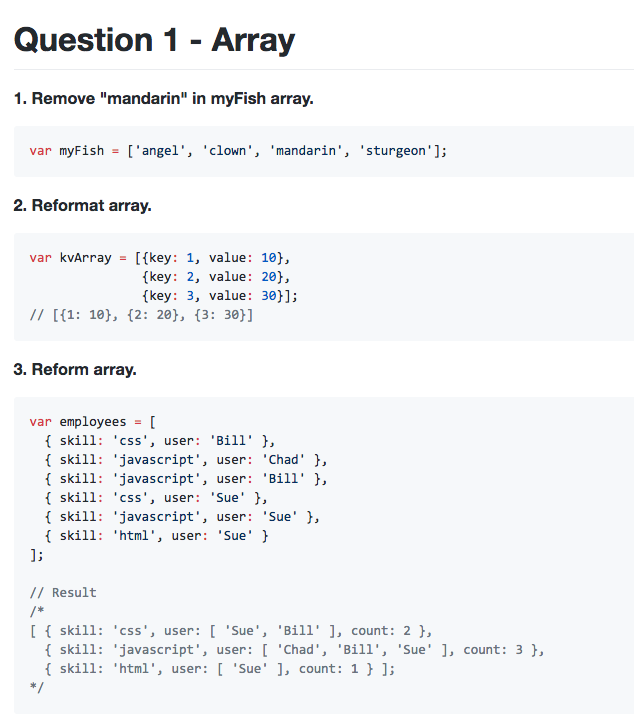 Question 1 - Array
1. Remove "mandarin" in myFish array.
var myFish = ['angel', 'clown', 'mandarin', 'sturgeon'];
2. Reformat array.
var kvArray = [{key: 1, value: 10},
               {key: 2, value: 20},
               {key: 3, value: 30}];
// [{1: 10}, {2: 20}, {3: 30}]
3. Reform array.
var employees = [
  { skill: 'css', user: 'Bill' },
  { skill: 'javascript', user: 'Chad' },
  { skill: 'javascript', user: 'Bill' },
  { skill: 'css', user: 'Sue' },
  { skill: 'javascript', user: 'Sue' },
  { skill: 'html', user: 'Sue' }
];
// Result
/*
[ { skill: 'css', user: [ 'Sue', 'Bill' ], count: 2 },
  { skill: 'javascript', user: [ 'Chad', 'Bill', 'Sue' ], count: 3 },
  { skill: 'html', user: [ 'Sue' ], count: 1 } ];
*/